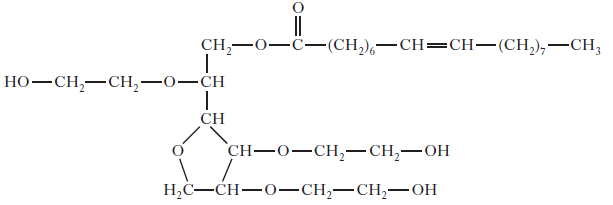 O
CH₂—O—C—(CH₂)₆—CH=CH—(CH₂)₇—CH₃
HO—CH₂—CH₂—O—CH
CH
O CH—O—CH₂—CH₂—OH
H₂C—CH—O—CH₂—CH₂—OH